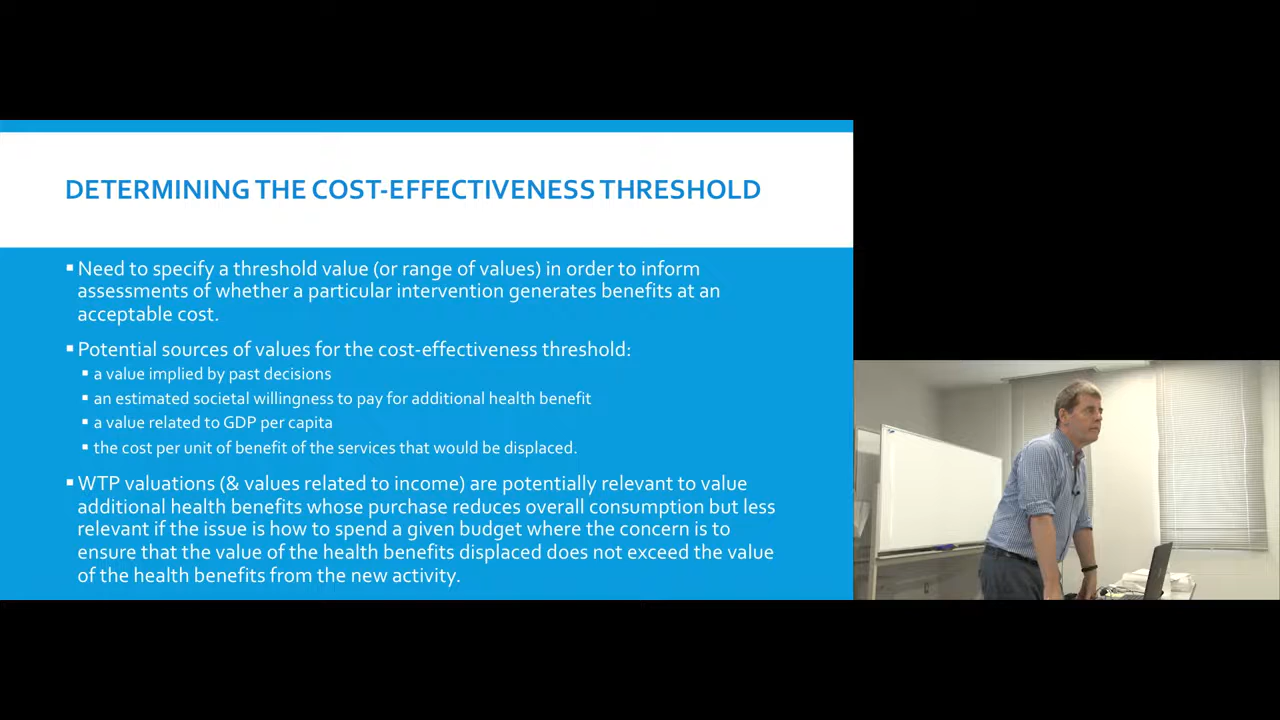 DETERMINING THE COST-EFFECTIVENESS THRESHOLD
▪ Need to specify a threshold value (or range of values) in order to inform
assessments of whether a particular intervention generates benefits at an
acceptable cost.
▪ Potential sources of values for the cost-effectiveness threshold:
▪ a value implied by past decisions
▪ an estimated societal willingness to pay for additional health benefit
▪ a value related to GDP per capita
▪ the cost per unit of benefit of the services that would be displaced.
▪ WTP valuations (& values related to income) are potentially relevant to value
additional health benefits whose purchase reduces overall consumption but less
relevant if the issue is how to spend a given budget where the concern is to
ensure that the value of the health benefits displaced does not exceed the value
of the health benefits from the new activity.